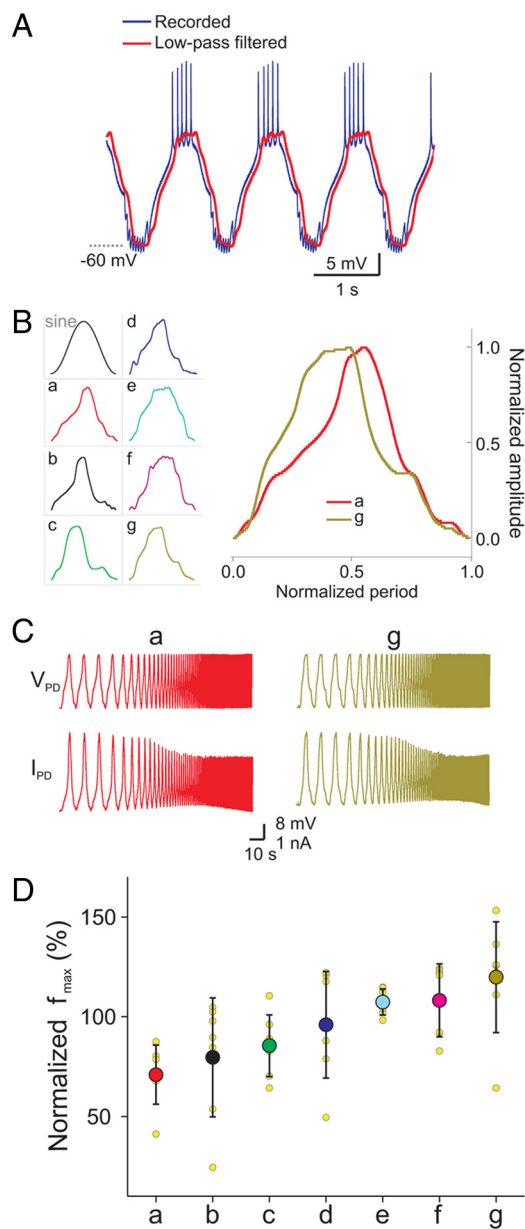 A
Recorded
Low-pass filtered
-60 mV
5 mV
1 s
B
sine
d
a
e
b
f
c
g
a
g
1.0
0.5
0.0
Normalized amplitude
0.0
0.5
1.0
Normalized period
C
a
g
VPD
IPD
8 mV
1 nA
10 s
D
Normalized fmax (%)
150
100
50
a b c d e f g